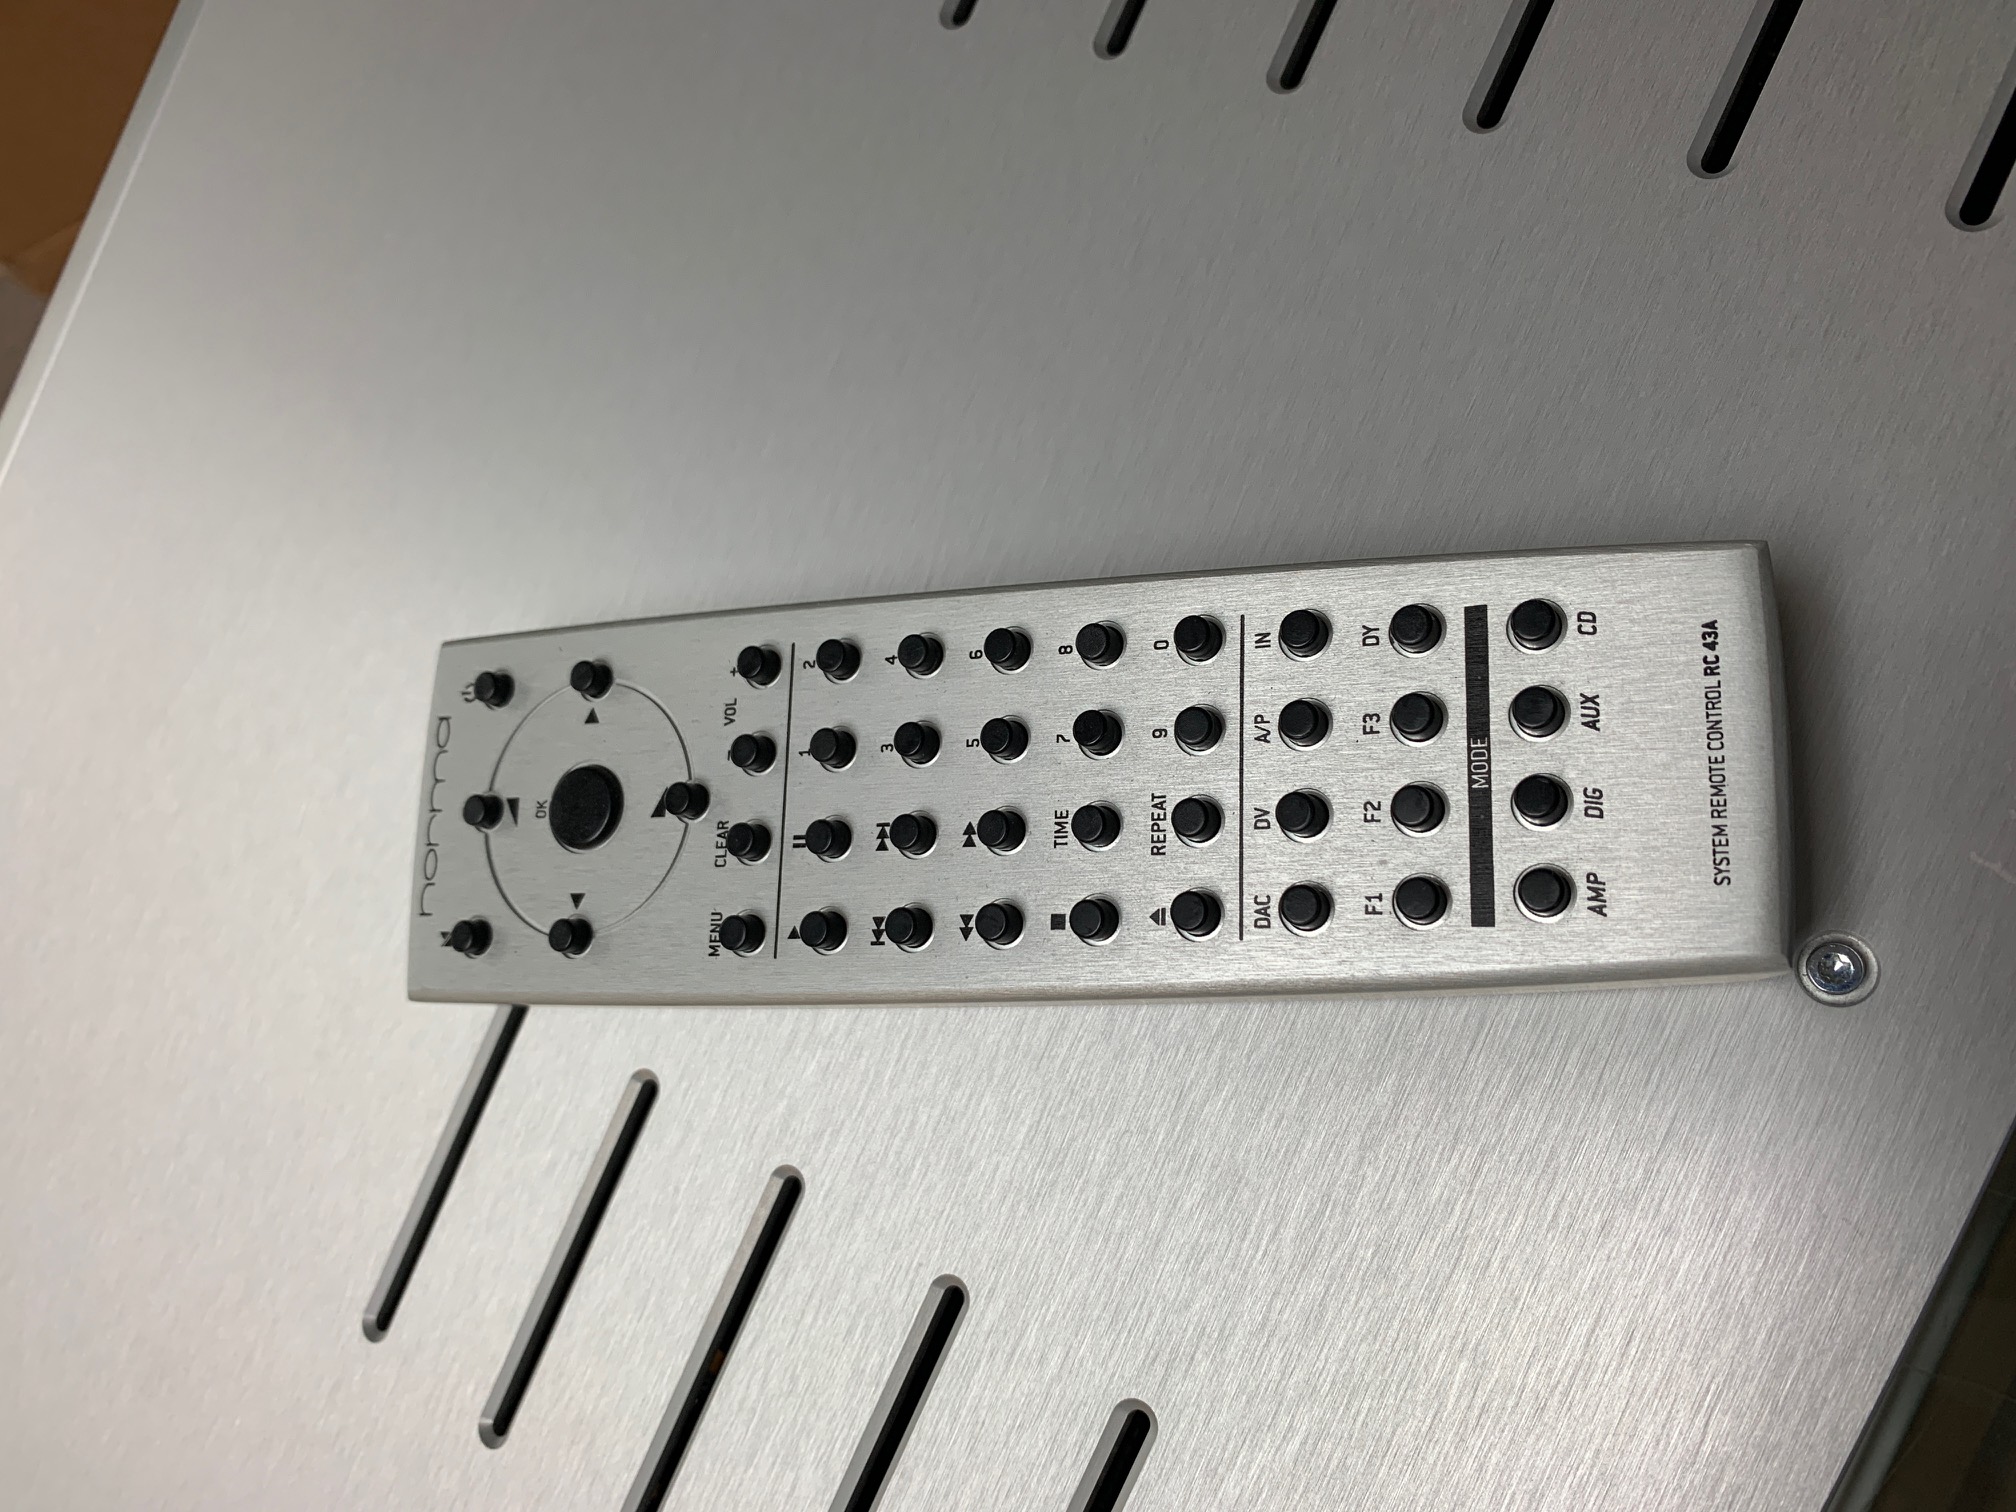 norma
OK
MENU CLEAR - VOL +
1 2
3 4
5 6
TIME 7 8
REPEAT 9 0
DAC DV A/P IN
F1 F2 F3 DY
MODE
AMP DIG AUX CD
SYSTEM REMOTE CONTROL RC 43A